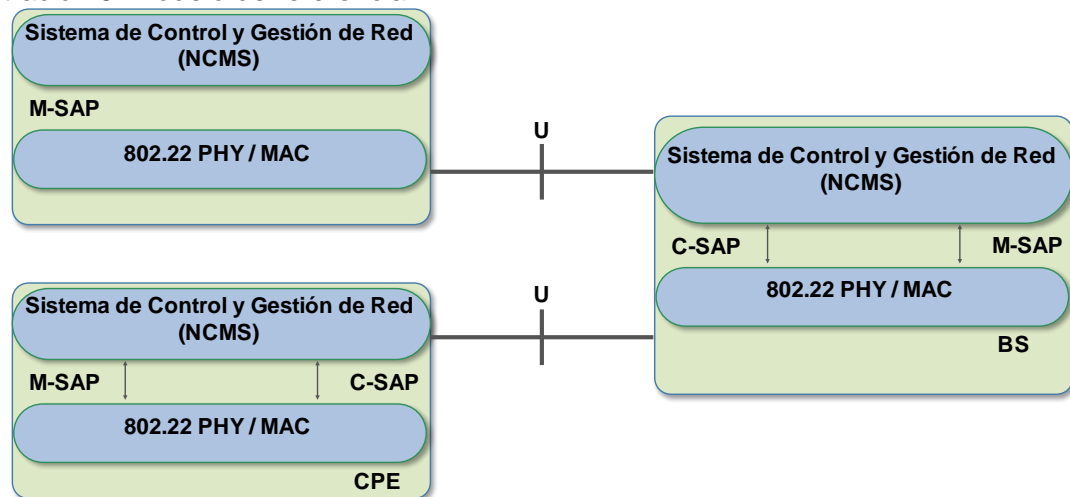 Sistema de Control y Gestión de Red
(NCMS)
M-SAP
802.22 PHY / MAC
U
Sistema de Control y Gestión de Red
(NCMS)
C-SAP
M-SAP
802.22 PHY / MAC
BS
Sistema de Control y Gestión de Red
(NCMS)
U
M-SAP
C-SAP
802.22 PHY / MAC
CPE